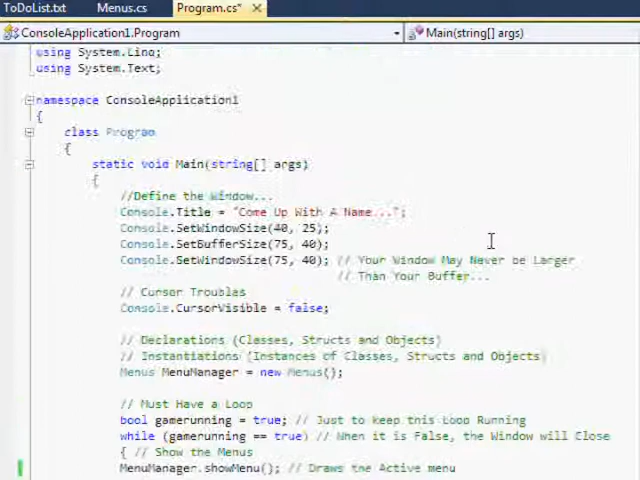 ToDoList.txt Menus.cs Program.cs*
ConsoleApplication1.Program Main(string[] args)
using System.Linq;
using System.Text;
namespace ConsoleApplication1
{
class Program
{
static void Main(string[] args)
{
//Define the Window...
Console.Title = "Come Up With A Name...";
Console.SetWindowSize(40, 25);
Console.SetBufferSize(75, 40);
Console.SetWindowSize(75, 40); // Your Window May Never be Larger
// Than Your Buffer...
// Cursor Troubles
Console.CursorVisible = false;
// Declarations (Classes, Structs and Objects)
// Instantiations (Instances of Classes, Structs and Objects)
Menus MenuManager = new Menus();
// Must Have a Loop
bool gamerunning = true; // Just to keep this Loop Running
while (gamerunning == true) // When it is False, the Window will Close
{ // Show the Menus
MenuManager.showMenu(); // Draws the Active menu